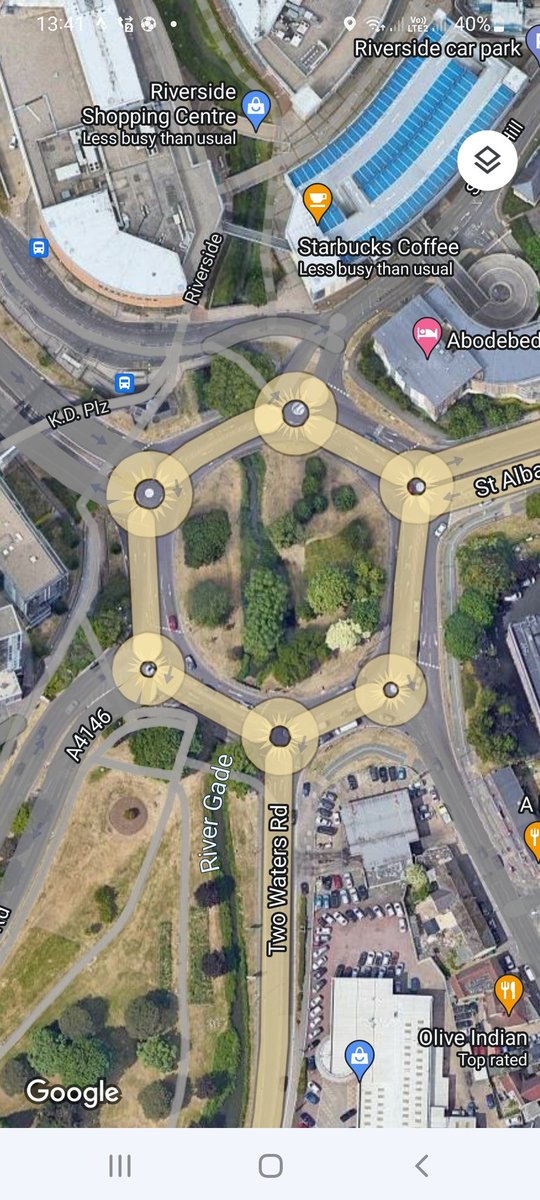 13:41
Vo))
LTE2
40%
Riverside car park
Riverside
Shopping Centre
Less busy than usual
Starbucks Coffee
Less busy than usual
Riverside
Abodebed
K.D. Plz
St Alba
A4146
River Gade
Two Waters Rd
A
Olive Indian
Top rated
Google